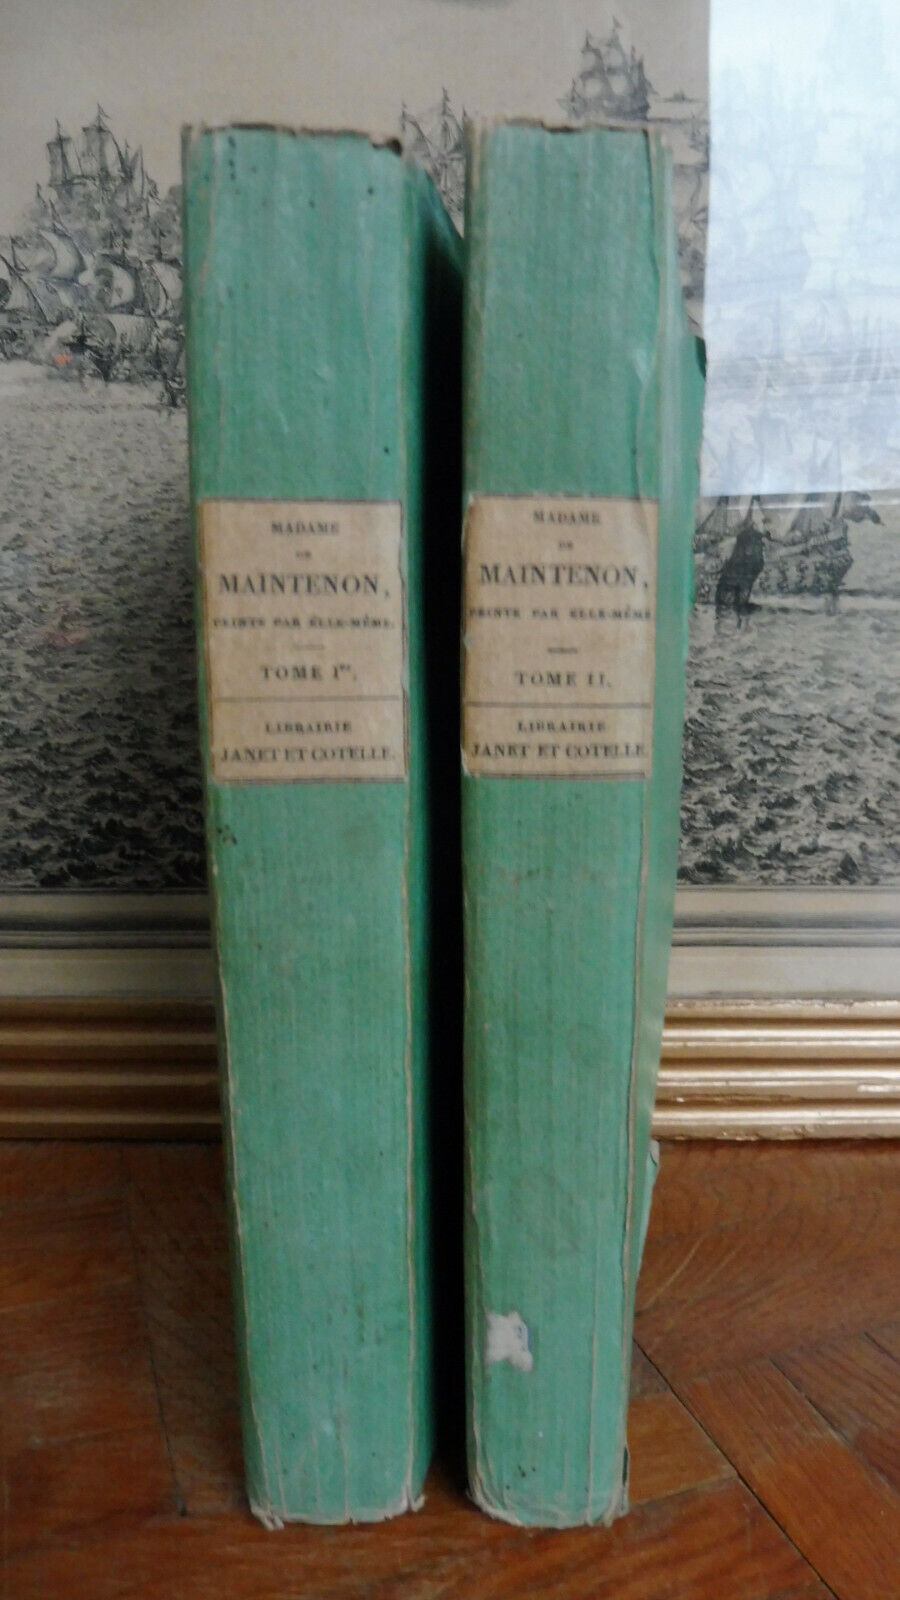 MADAME
DE
MAINTENON,
PEINTE PAR ELLE-MÊME.
TOME Ier.
LIBRAIRIE
JANET ET COTELLE.
MADAME
DE
MAINTENON,
PEINTE PAR ELLE-MÊME
TOME II.
LIBRAIRIE
JANET ET COTELLE.